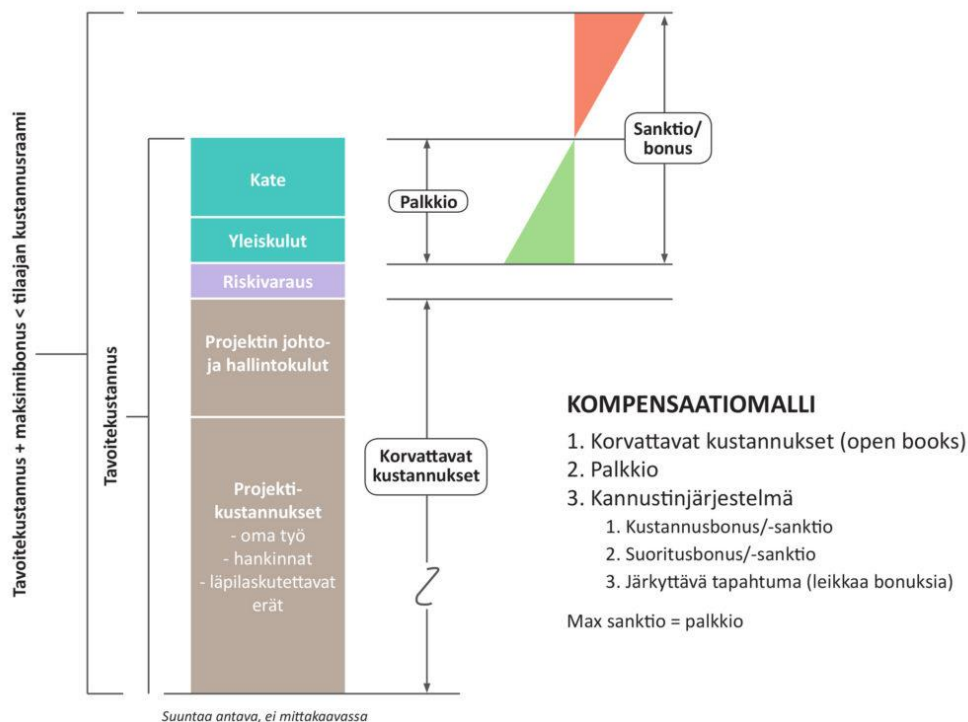 Tavoitekustannus + maksimibonus < tilaajan kustannusraami
Tavoitekustannus
Kate
Yleiskulut
Riskivaraus
Projektin johto-
ja hallintokulut
Projekti-
kustannukset
- oma työ
- hankinnat
- läpilaskutettavat
erät
Palkkio
Sanktio/
bonus
Korvattavat
kustannukset
KOMPENSAATIOMALLI
1. Korvattavat kustannukset (open books)
2. Palkkio
3. Kannustinjärjestelmä
1. Kustannusbonus/-sanktio
2. Suoritusbonus/-sanktio
3. Järkyttävä tapahtuma (leikkaa bonuksia)
Max sanktio = palkkio
Suuntaa antava, ei mittakaavassa